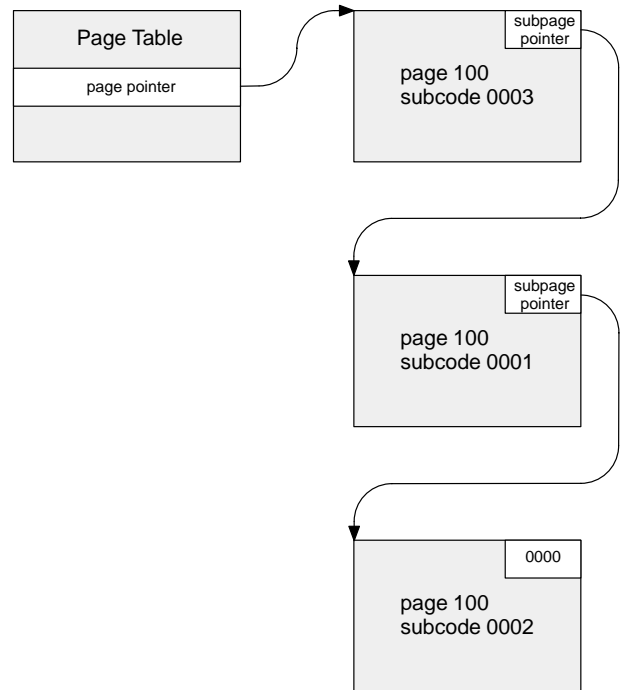 Page Table
page pointer
subpage
pointer
page 100
subcode 0003
subpage
pointer
page 100
subcode 0001
0000
page 100
subcode 0002